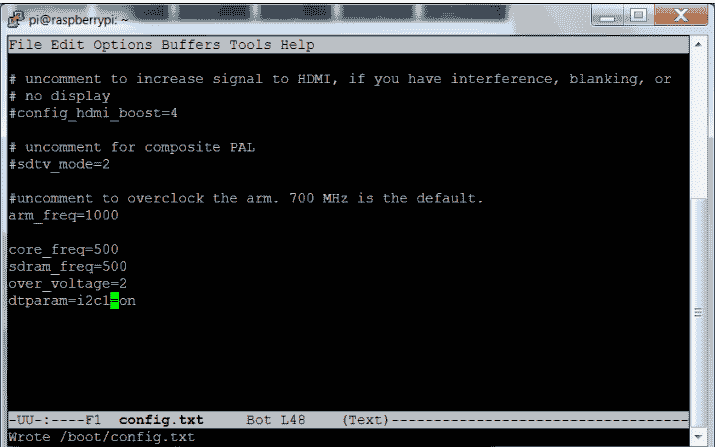 pi@raspberrypi: ~
File Edit Options Buffers Tools Help
# uncomment to increase signal to HDMI, if you have interference, blanking, or
# no display
#config_hdmi_boost=4
# uncomment for composite PAL
#sdtv_mode=2
#uncomment to overclock the arm. 700 MHz is the default.
arm_freq=1000
core_freq=500
sdram_freq=500
over_voltage=2
dtparam=i2c1=on
-UU-:----F1  config.txt     Bot L48    (Text)-----------------------------------
Wrote /boot/config.txt